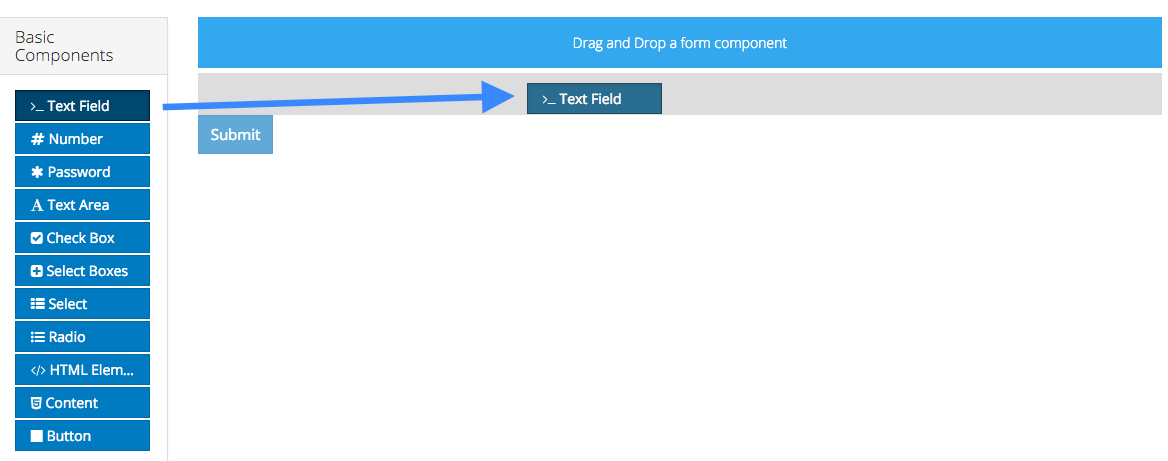 Basic
Components
>_ Text Field
# Number
✱ Password
A Text Area
Check Box
Select Boxes
Select
Radio
</> HTML Elem...
Content
Button
Drag and Drop a form component
>_ Text Field
Submit